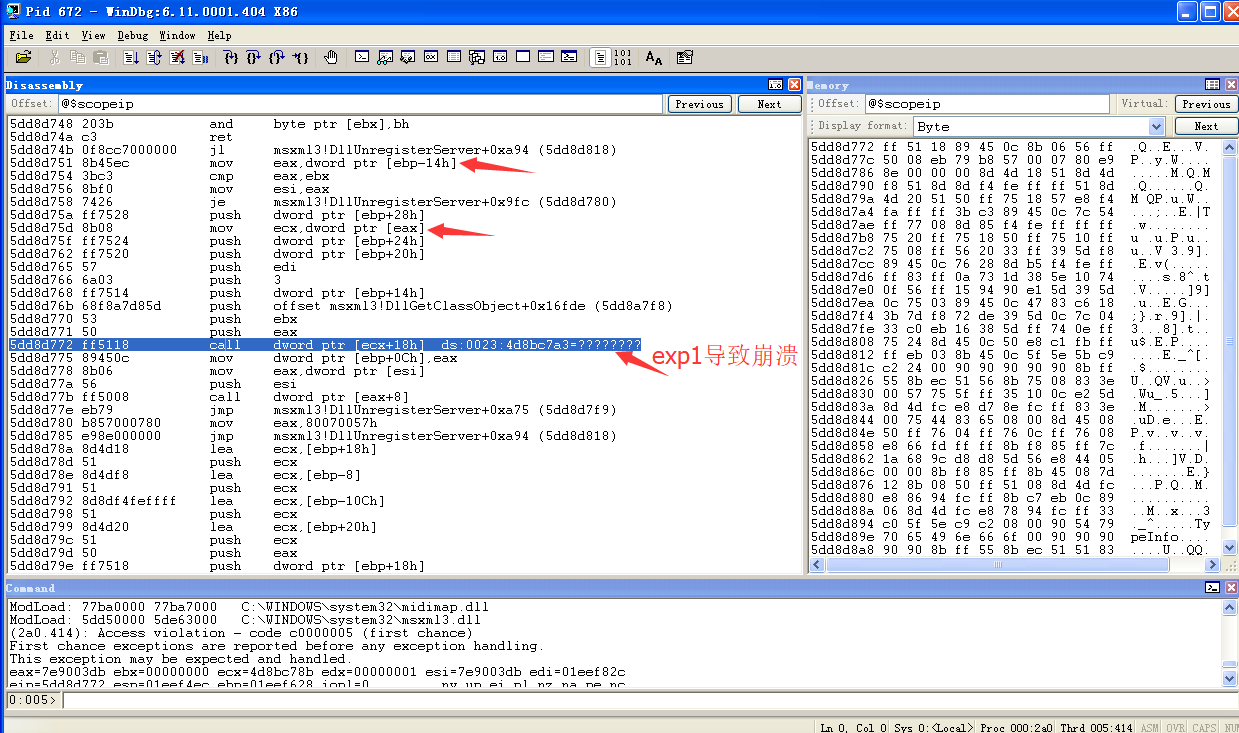 Pid 672 - WinDbg:6.11.0001.404 X86
File Edit View Debug Window Help
Disassembly
Offset: @$scopeip Previous Next
5dd8d748 203b and byte ptr [ebx],bh
5dd8d74a c3 ret
5dd8d74b 0f8cc7000000 jl msxml3!DllUnregisterServer+0xa94 (5dd8d818)
5dd8d751 8b45ec mov eax,dword ptr [ebp-14h]
5dd8d754 3bc3 cmp eax,ebx
5dd8d756 8bf0 mov esi,eax
5dd8d758 7426 je msxml3!DllUnregisterServer+0x9fc (5dd8d780)
5dd8d75a ff7528 push dword ptr [ebp+28h]
5dd8d75d 8b08 mov ecx,dword ptr [eax]
5dd8d75f ff7524 push dword ptr [ebp+24h]
5dd8d762 ff7520 push dword ptr [ebp+20h]
5dd8d765 57 push edi
5dd8d766 6a03 push 3
5dd8d768 ff7514 push dword ptr [ebp+14h]
5dd8d76b 68f8a7d85d push offset msxml3!DllGetClassObject+0x16fde (5dd8a7f8)
5dd8d770 53 push ebx
5dd8d771 50 push eax
5dd8d772 ff5118 call dword ptr [ecx+18h] ds:0023:4d8bc7a3=????????
exp1导致崩溃
5dd8d775 89450c mov dword ptr [ebp+0Ch],eax
5dd8d778 8b06 mov eax,dword ptr [esi]
5dd8d77a 56 push esi
5dd8d77b ff5008 call dword ptr [eax+8]
5dd8d77e eb79 jmp msxml3!DllUnregisterServer+0xa75 (5dd8d7f9)
5dd8d780 b857000780 mov eax,80070057h
5dd8d785 e98e000000 jmp msxml3!DllUnregisterServer+0xa94 (5dd8d818)
5dd8d78a 8d4d18 lea ecx,[ebp+18h]
5dd8d78d 51 push ecx
5dd8d78e 8d4df8 lea ecx,[ebp-8]
5dd8d791 51 push ecx
5dd8d792 8d8df4feffff lea ecx,[ebp-10Ch]
5dd8d798 51 push ecx
5dd8d799 8d4d20 lea ecx,[ebp+20h]
5dd8d79c 51 push ecx
5dd8d79d 50 push eax
5dd8d79e ff7518 push dword ptr [ebp+18h]
Memory
Offset: @$scopeip Virtual: Previous
Display format: Byte Next
5dd8d772 ff 51 18 89 45 0c 8b 06 56 ff .Q..E...V.
5dd8d77c 50 08 eb 79 b8 57 00 07 80 e9 P..y.W....
5dd8d786 8e 00 00 00 8d 4d 18 51 8d 4d .....M.Q.M
5dd8d790 f8 51 8d 8d f4 fe ff ff 51 8d .Q......Q.
5dd8d79a 4d 20 51 50 ff 75 18 57 e8 f4 M QP.u.W..
5dd8d7a4 fa ff ff 3b c3 89 45 0c 7c 54 ...;..E.|T
5dd8d7ae ff 77 08 8d 85 f4 fe ff ff ff .w........
5dd8d7b8 75 20 ff 75 18 50 ff 75 10 ff u .u.P.u..
5dd8d7c2 75 08 ff 56 20 33 ff 39 5d f8 u..V 3.9].
5dd8d7cc 89 45 0c 76 28 8d b5 f4 fe ff .E.v(.....
5dd8d7d6 ff 83 ff 0a 73 1d 38 5e 10 74 ....s.8^.t
5dd8d7e0 0f 56 ff 15 94 90 e1 5d 39 5d .V.....]9]
5dd8d7ea 0c 75 03 89 45 0c 47 83 c6 18 .u..E.G...
5dd8d7f4 3b 7d f8 72 de 39 5d 0c 7c 04 ;}.r.9].|.
5dd8d7fe 33 c0 eb 16 38 5d ff 74 0e ff 3...8].t..
5dd8d808 75 24 8d 45 0c 50 e8 c1 fb ff u$.E.P....
5dd8d812 ff eb 03 8b 45 0c 5f 5e 5b c9 ....E._^[.
5dd8d81c c2 24 00 90 90 90 90 90 8b ff .$........
5dd8d826 55 8b ec 51 56 8b 75 08 83 3e U..QV.u..>
5dd8d830 00 57 75 5f ff 35 10 0c e2 5d .Wu_.5...]
5dd8d83a 8d 4d fc e8 d7 8e fc ff 83 3e .M.......>
5dd8d844 00 75 44 83 65 08 00 8d 45 08 .uD.e...E.
5dd8d84e 50 ff 76 04 ff 76 0c ff 76 08 P.v..v..v.
5dd8d858 e8 66 fd ff ff 8b f8 85 ff 7c .f.......|
5dd8d862 1a 68 9c d8 d8 5d 56 e8 44 05 .h...]V.D.
5dd8d86c 00 00 8b f8 85 ff 8b 45 08 7d .......E.}
5dd8d876 12 8b 08 50 ff 51 08 8d 4d fc ...P.Q..M.
5dd8d880 e8 86 94 fc ff 8b c7 eb 0c 89
5dd8d88a 06 8d 4d fc e8 78 94 fc ff 33 ..M..x...3
5dd8d894 c0 5f 5e c9 c2 08 00 90 54 79 ._^.....Ty
5dd8d89e 70 65 49 6e 66 6f 00 90 90 90 peInfo....
5dd8d8a8 90 90 8b ff 55 8b ec 51 51 83 ....U..QQ.
Command
ModLoad: 77ba0000 77ba7000 C:\WINDOWS\system32\midimap.dll
ModLoad: 5dd50000 5de63000 C:\WINDOWS\system32\msxml3.dll
(2a0.414): Access violation - code c0000005 (first chance)
First chance exceptions are reported before any exception handling.
This exception may be expected and handled.
eax=7e9003db ebx=00000000 ecx=4d8bc78b edx=00000001 esi=7e9003db edi=01eef82c
eip=5dd8d772 esp=01eef4ec ebp=01eef628 iopl=0 nv up ei pl nz na pe nc
0:005>
Ln 0, Col 0 Sys 0:<Local> Proc 000:2a0 Thrd 005:414 ASM OVR CAPS NU